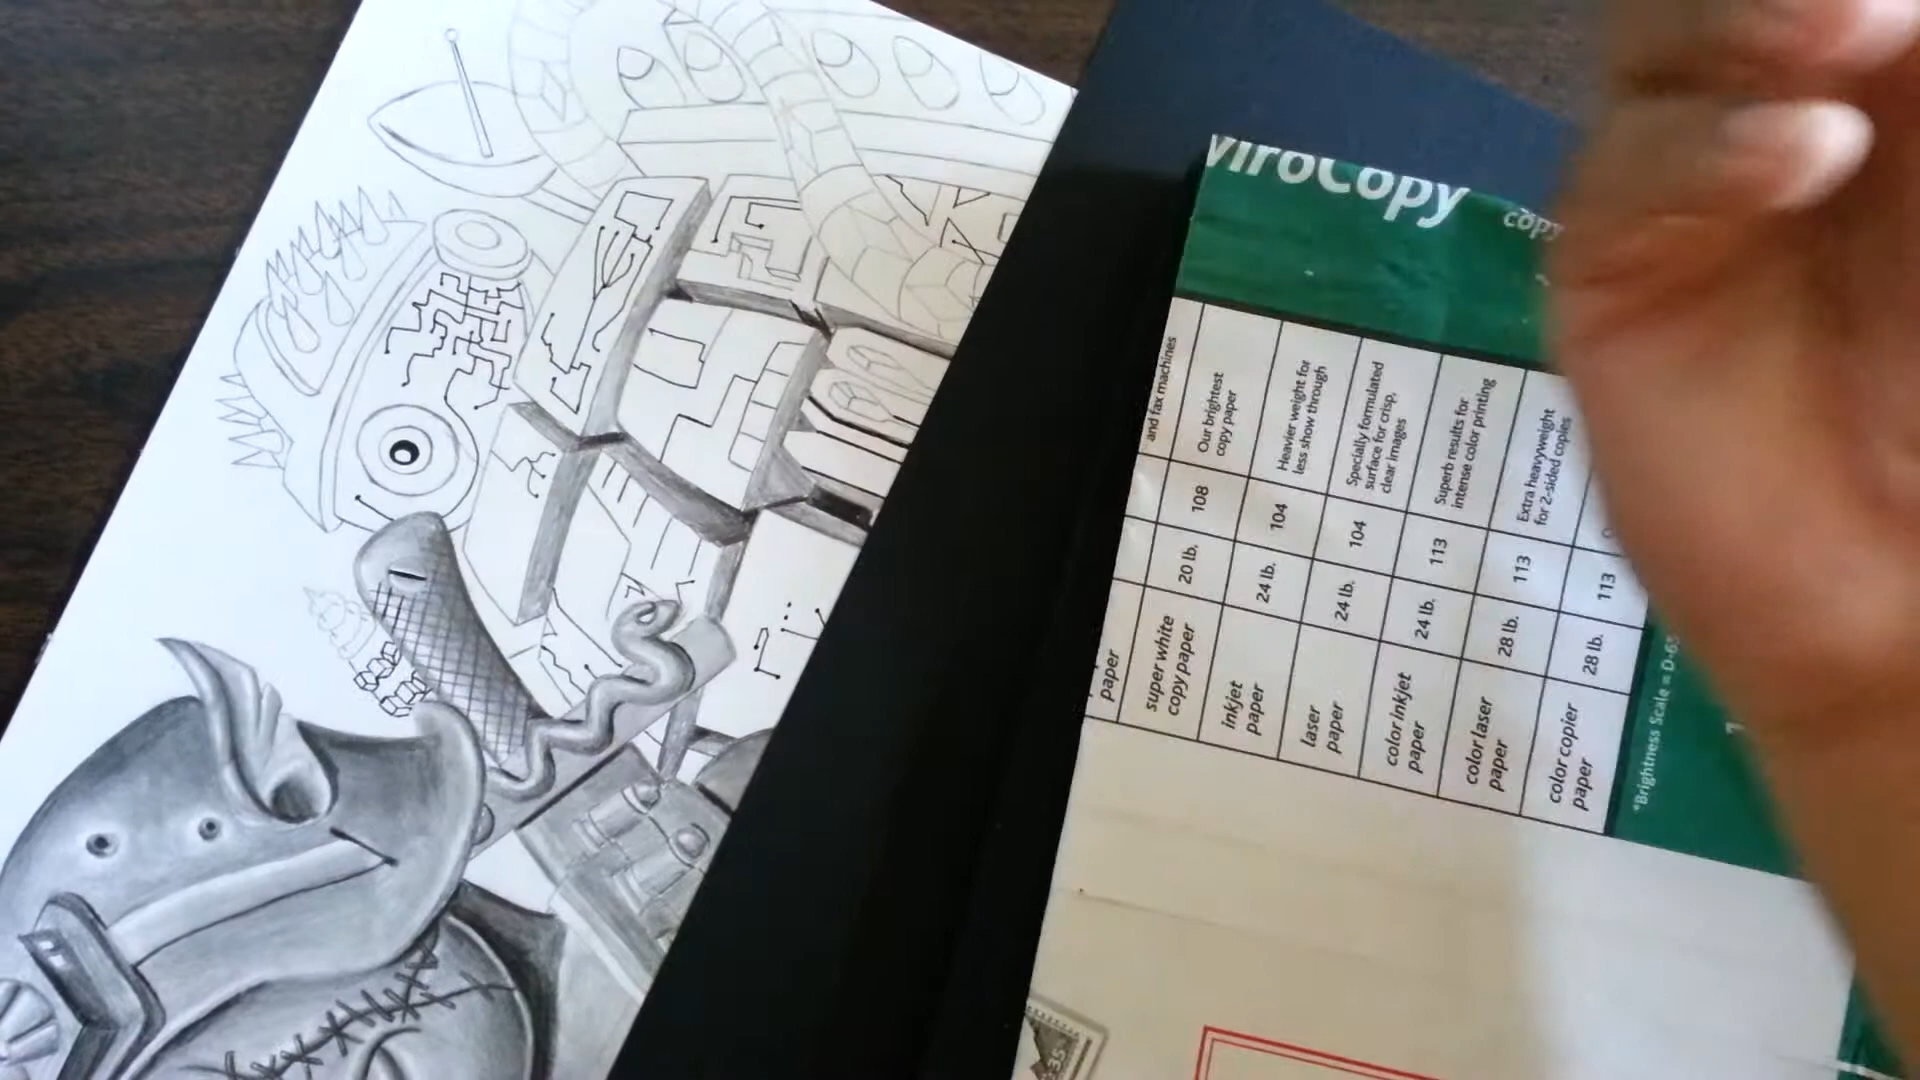 viroCopy
copy
and fax machines
paper
super white
copy paper
20 lb.
108
Our brightest
copy paper
inkjet
paper
24 lb.
104
Heavier weight for
less show through
laser
paper
24 lb.
104
Specially formulated
surface for crisp,
clear images
color inkjet
paper
24 lb.
113
Superb results for
intense color printing
color laser
paper
28 lb.
113
Extra heavyweight
for 2-sided copies
color copier
paper
28 lb.
113
*Brightness Scale = D-65